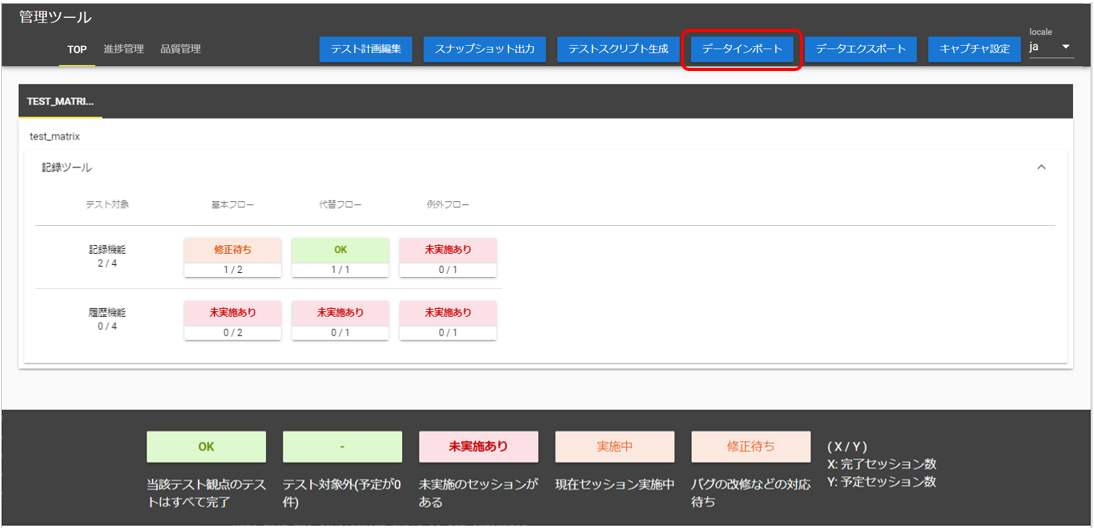 管理ツール
TOP 進捗管理 品質管理 テスト計画編集 スナップショット出力 テストスクリプト生成 データインポート データエクスポート キャプチャ設定 locale
ja
TEST_MATRI...
test_matrix
記録ツール
テスト対象 基本フロー 代替フロー 例外フロー
記録機能 修正待ち OK 未実施あり
2 / 4 1 / 2 1 / 1 0 / 1
履歴機能 未実施あり 未実施あり 未実施あり
0 / 4 0 / 2 0 / 1 0 / 1
OK - 未実施あり 実施中 修正待ち
当該テスト観点のテストはすべて完了
テスト対象外(予定が0件)
未実施のセッションがある
現在セッション実施中
バグの改修などの対応待ち
( X / Y )
X: 完了セッション数
Y: 予定セッション数